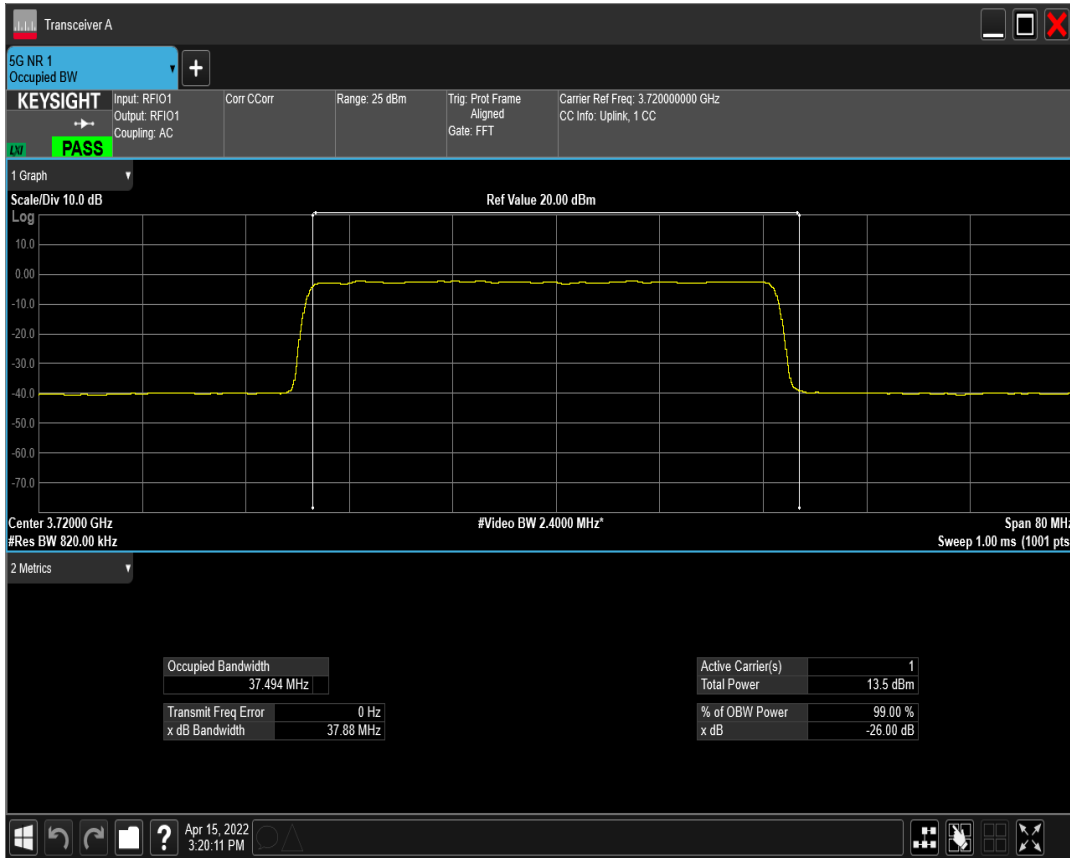 Transceiver A
5G NR 1
Occupied BW
KEYSIGHT
LXI
PASS
Input: RFIO1
Output: RFIO1
Coupling: AC
Corr CCorr
Range: 25 dBm
Trig: Prot Frame
Aligned
Gate: FFT
Carrier Ref Freq: 3.720000000 GHz
CC Info: Uplink, 1 CC
1 Graph
Scale/Div 10.0 dB
Ref Value 20.00 dBm
Log
10.0
0.00
-10.0
-20.0
-30.0
-40.0
-50.0
-60.0
-70.0
Center 3.72000 GHz
#Video BW 2.4000 MHz*
Span 80 MHz
#Res BW 820.00 kHz
Sweep 1.00 ms (1001 pts
2 Metrics
Occupied Bandwidth
37.494 MHz
Transmit Freq Error 0 Hz
x dB Bandwidth 37.88 MHz
Active Carrier(s) 1
Total Power 13.5 dBm
% of OBW Power 99.00 %
x dB -26.00 dB
?
Apr 15, 2022
3:20:11 PM